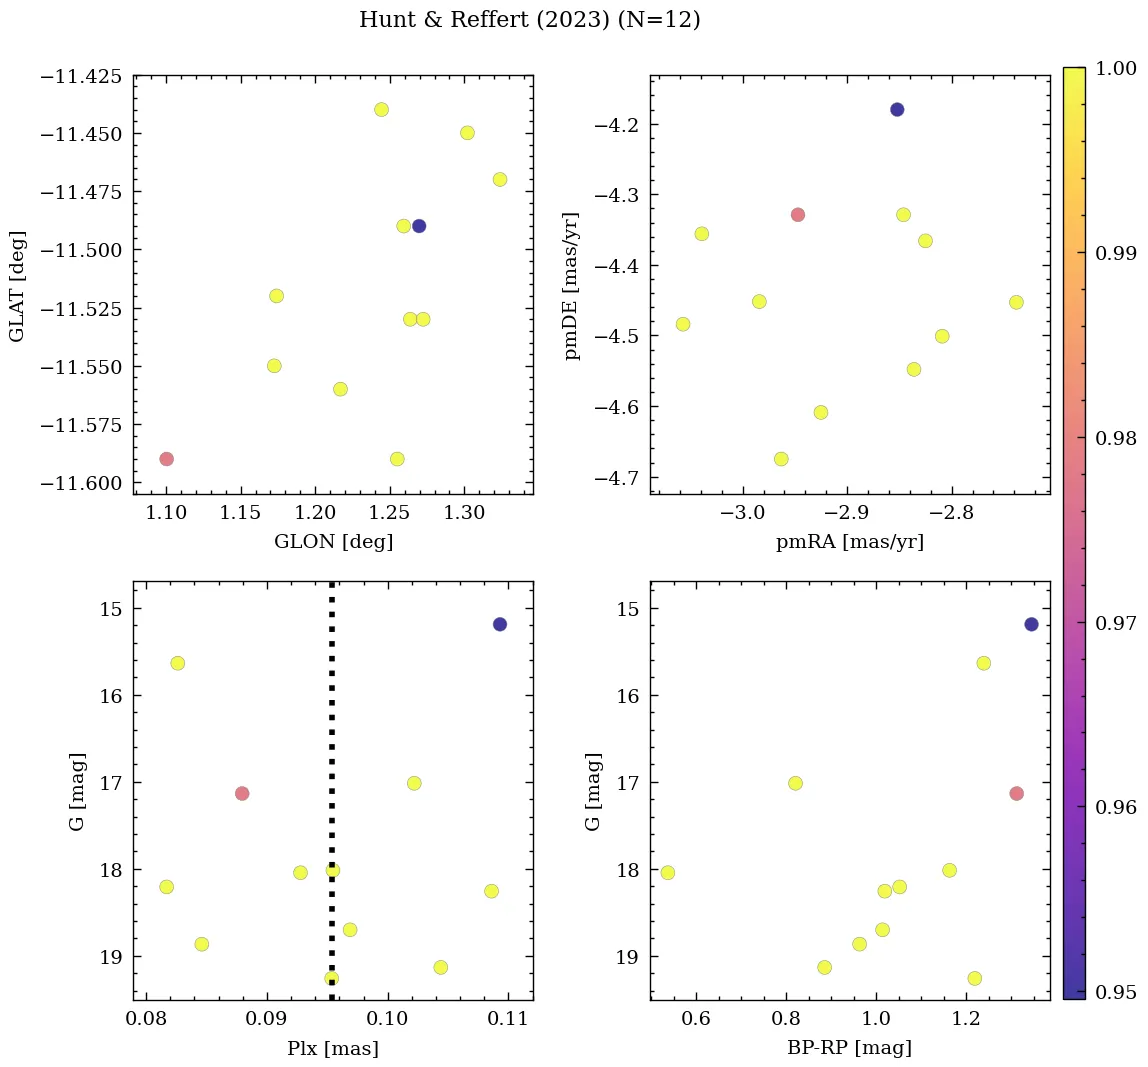 Hunt & Reffert (2023) (N=12)
−11.425
−11.450
−11.475
−11.500
−11.525
−11.550
−11.575
−11.600
GLAT [deg]
1.10 1.15 1.20 1.25 1.30
GLON [deg]
−4.2
−4.3
−4.4
−4.5
−4.6
−4.7
pmDE [mas/yr]
−3.0 −2.9 −2.8
pmRA [mas/yr]
15
16
17
18
19
G [mag]
0.08 0.09 0.10 0.11
Plx [mas]
15
16
17
18
19
G [mag]
0.6 0.8 1.0 1.2
BP-RP [mag]
1.00
0.99
0.98
0.97
0.96
0.95